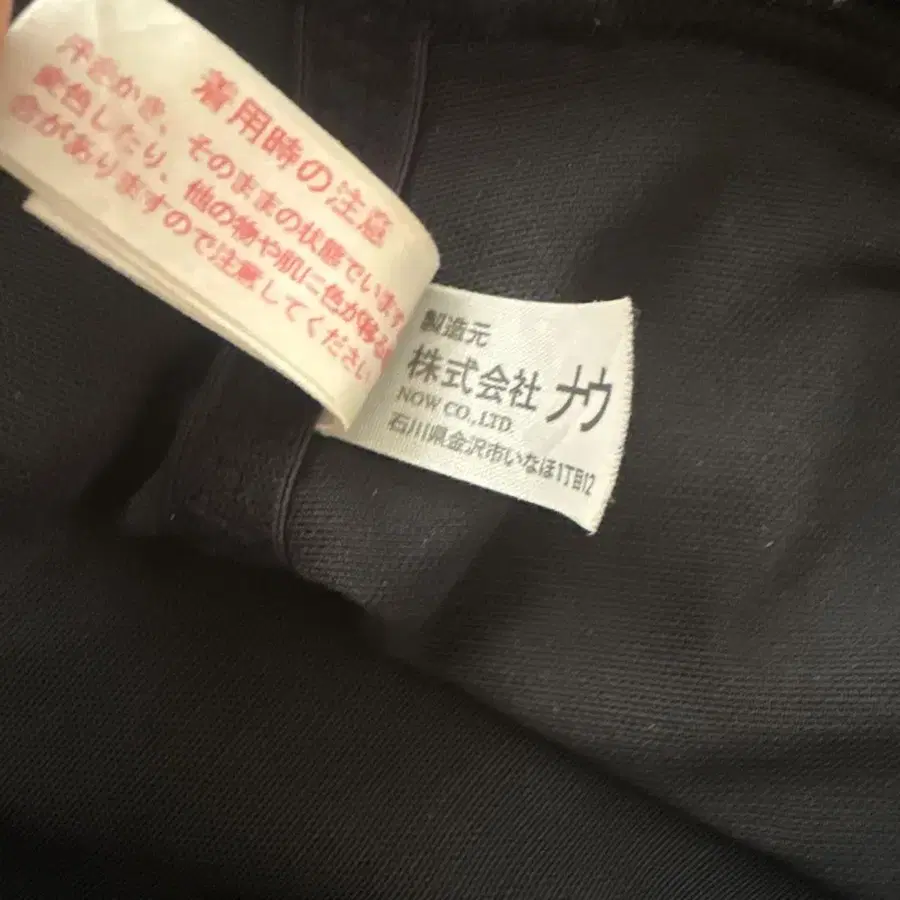 着用時の注意
汗をかき、そのままの状態でいます
変色したり、他の物や肌に色が移る
合がありますので注意してください
製造元
株式会社 ナウ
NOW CO.,LTD.
石川県金沢市いなほ1丁目12